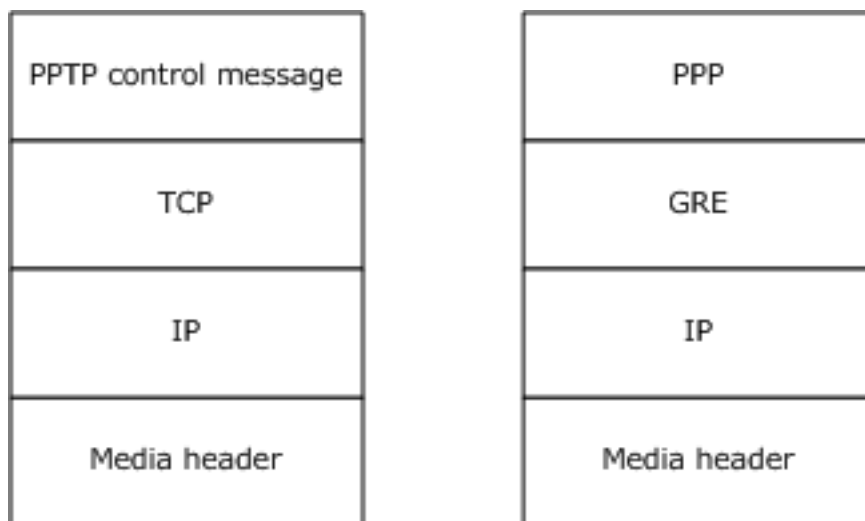 PPTP control message
TCP
IP
Media header
PPP
GRE
IP
Media header